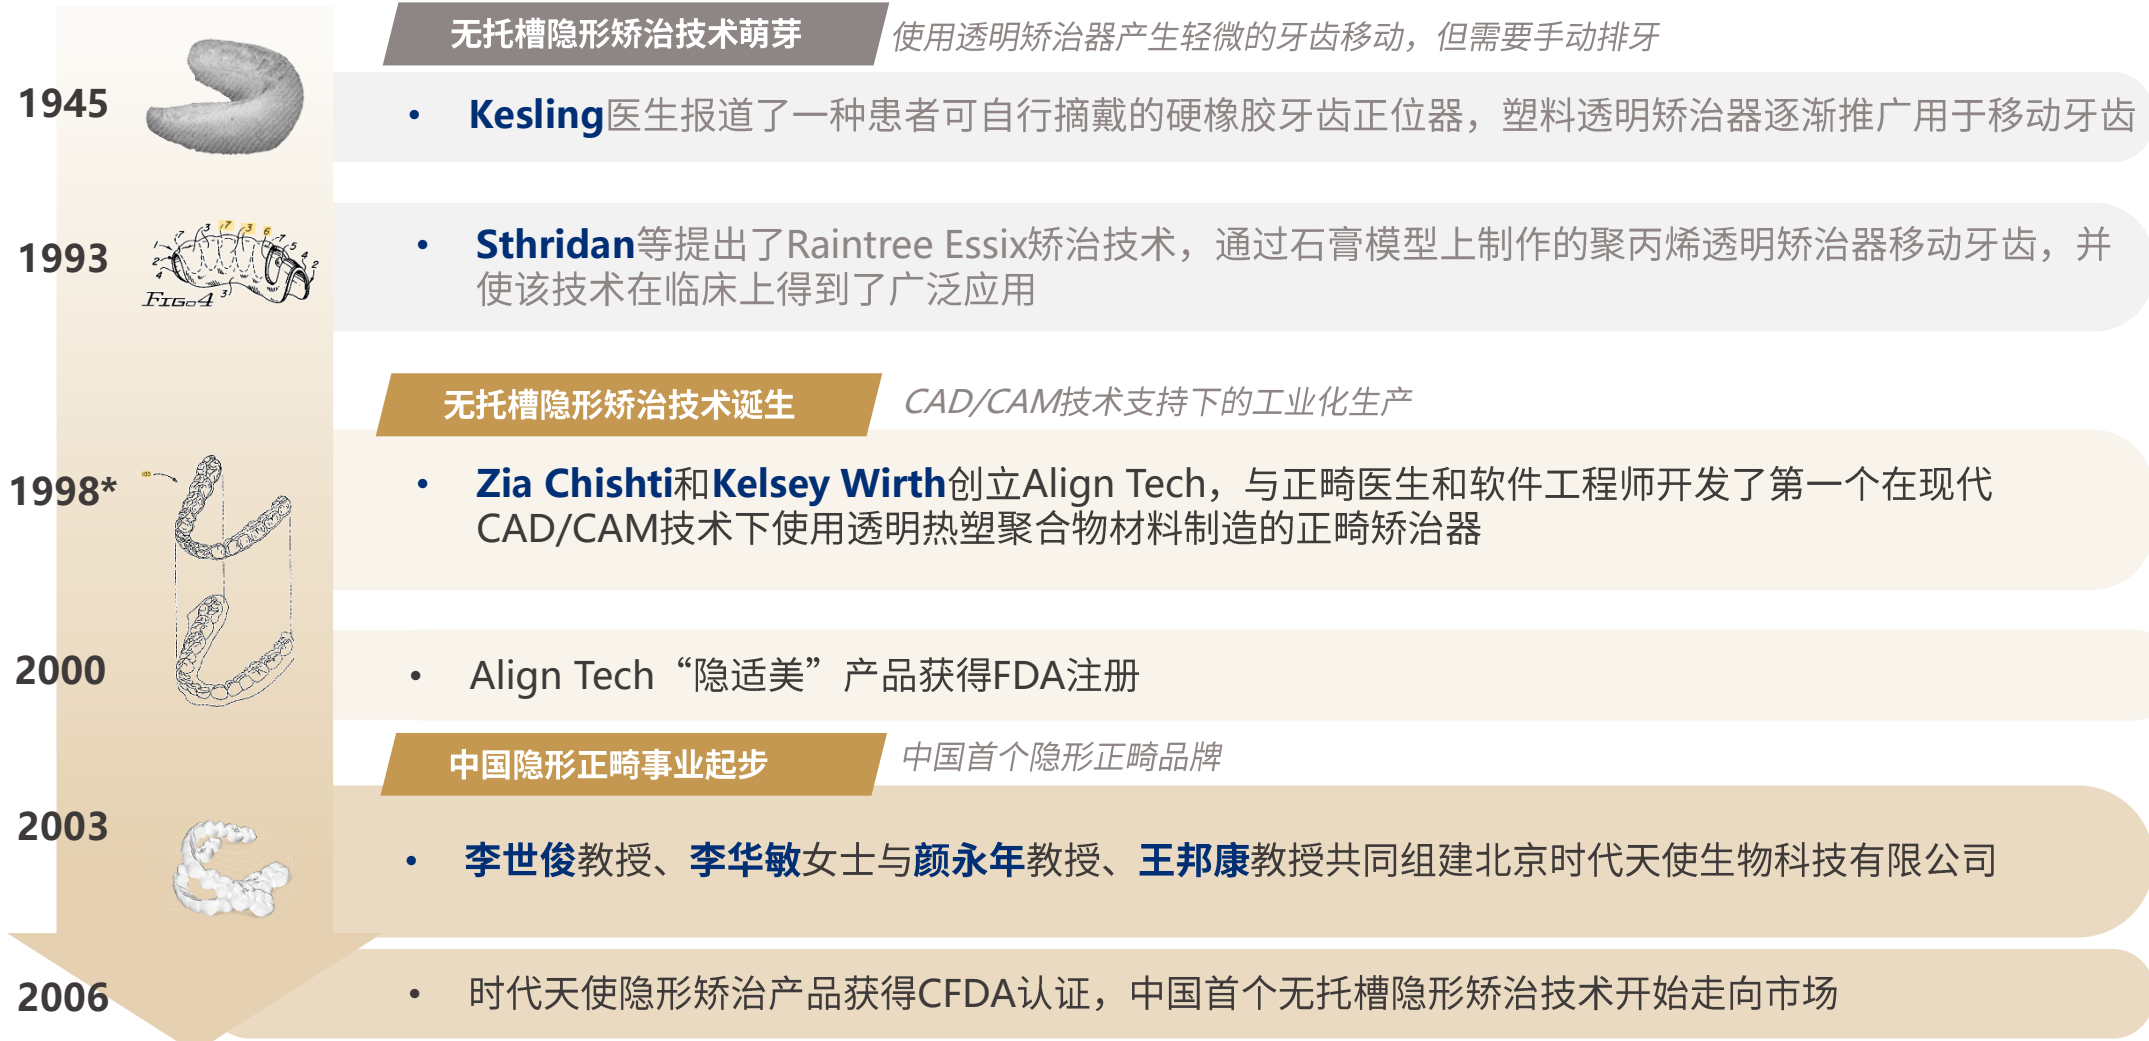 无托槽隐形矫治技术萌芽
使用透明矫治器产生轻微的牙齿移动，但需要手动排牙
1945
• Kesling医生报道了一种患者可自行摘戴的硬橡胶牙齿正位器，塑料透明矫治器逐渐推广用于移动牙齿
1993
FIG.4
• Sthridan等提出了Raintree Essix矫治技术，通过石膏模型上制作的聚丙烯透明矫治器移动牙齿，并
使该技术在临床上得到了广泛应用
无托槽隐形矫治技术诞生
CAD/CAM技术支持下的工业化生产
1998*
• Zia Chishti和Kelsey Wirth创立Align Tech，与正畸医生和软件工程师开发了第一个在现代
CAD/CAM技术下使用透明热塑聚合物材料制造的正畸矫治器
2000
• Align Tech“隐适美”产品获得FDA注册
中国隐形正畸事业起步
中国首个隐形正畸品牌
2003
• 李世俊教授、李华敏女士与颜永年教授、王邦康教授共同组建北京时代天使生物科技有限公司
2006
• 时代天使隐形矫治产品获得CFDA认证，中国首个无托槽隐形矫治技术开始走向市场